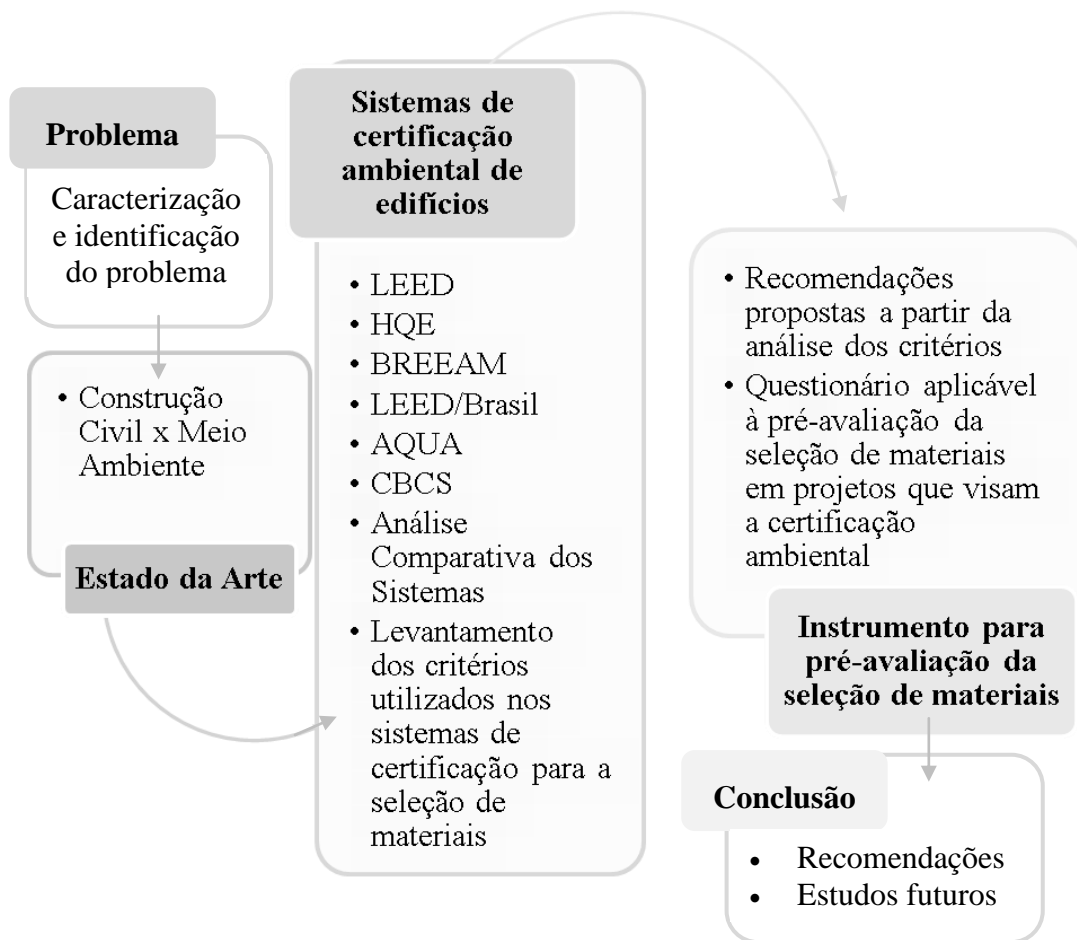 Problema
Caracterização
e identificação
do problema
• Construção
Civil x Meio
Ambiente
Estado da Arte
Sistemas de
certificação
ambiental de
edifícios
• LEED
• HQE
• BREEAM
• LEED/Brasil
• AQUA
• CBCS
• Análise
Comparativa dos
Sistemas
• Levantamento
dos critérios
utilizados nos
sistemas de
certificação para a
seleção de
materiais
• Recomendações
propostas a partir da
análise dos critérios
• Questionário aplicável
à pré-avaliação da
seleção de materiais
em projetos que visam
a certificação
ambiental
Instrumento para
pré-avaliação da
seleção de materiais
Conclusão
• Recomendações
• Estudos futuros